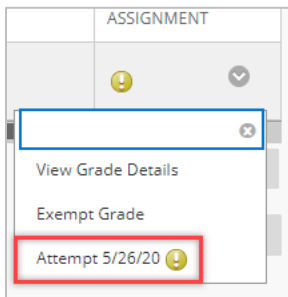 ASSIGNMENT
View Grade Details
Exempt Grade
Attempt 5/26/20